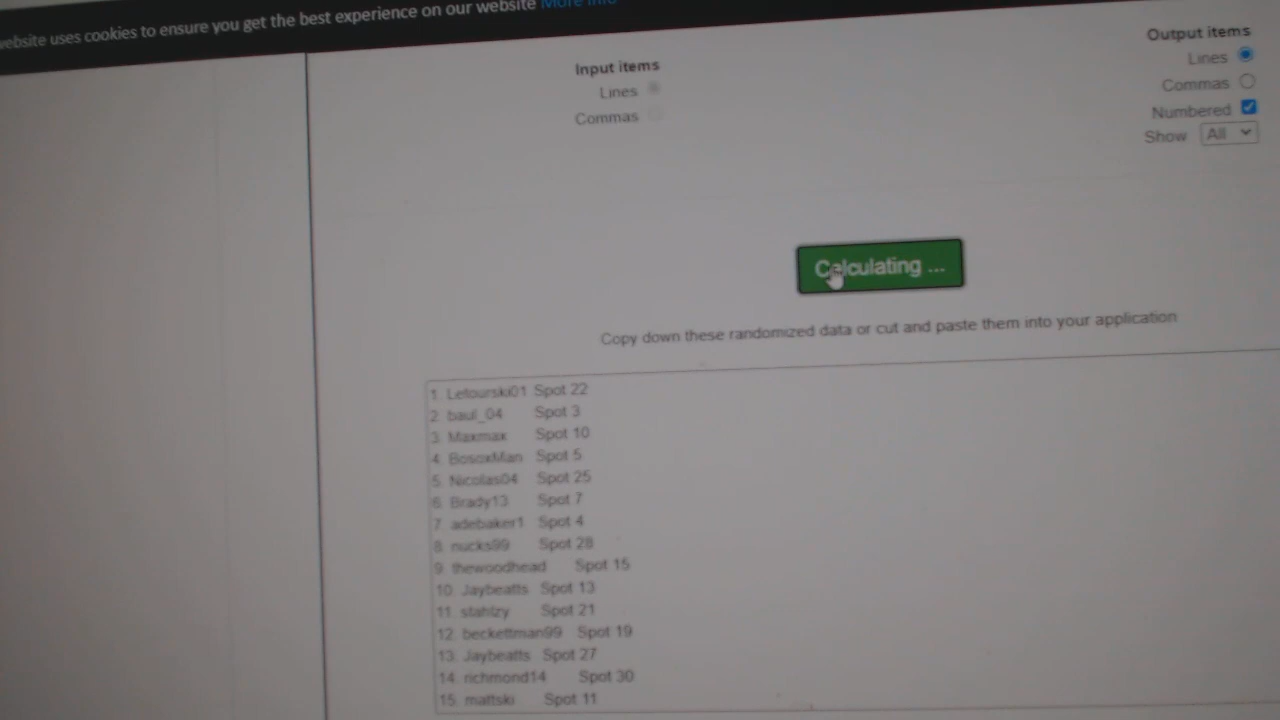 website uses cookies to ensure you get the best experience on our website More info
Input items
Lines
Commas
Output items
Lines
Commas
Numbered
Show All
Calculating ...
Copy down these randomized data or cut and paste them into your application
1. Letourski01 Spot 22
2. baul_04 Spot 3
3. Maxmax Spot 10
4. BosoxMan Spot 5
5. Nicolas04 Spot 25
6. Brady13 Spot 7
7. adebaker1 Spot 4
8. nucks99 Spot 28
9. thewoodhead Spot 15
10. Jaybeatts Spot 13
11. stahlzy Spot 21
12. beckettman99 Spot 19
13. Jaybeatts Spot 27
14. richmond14 Spot 30
15. mattski Spot 11